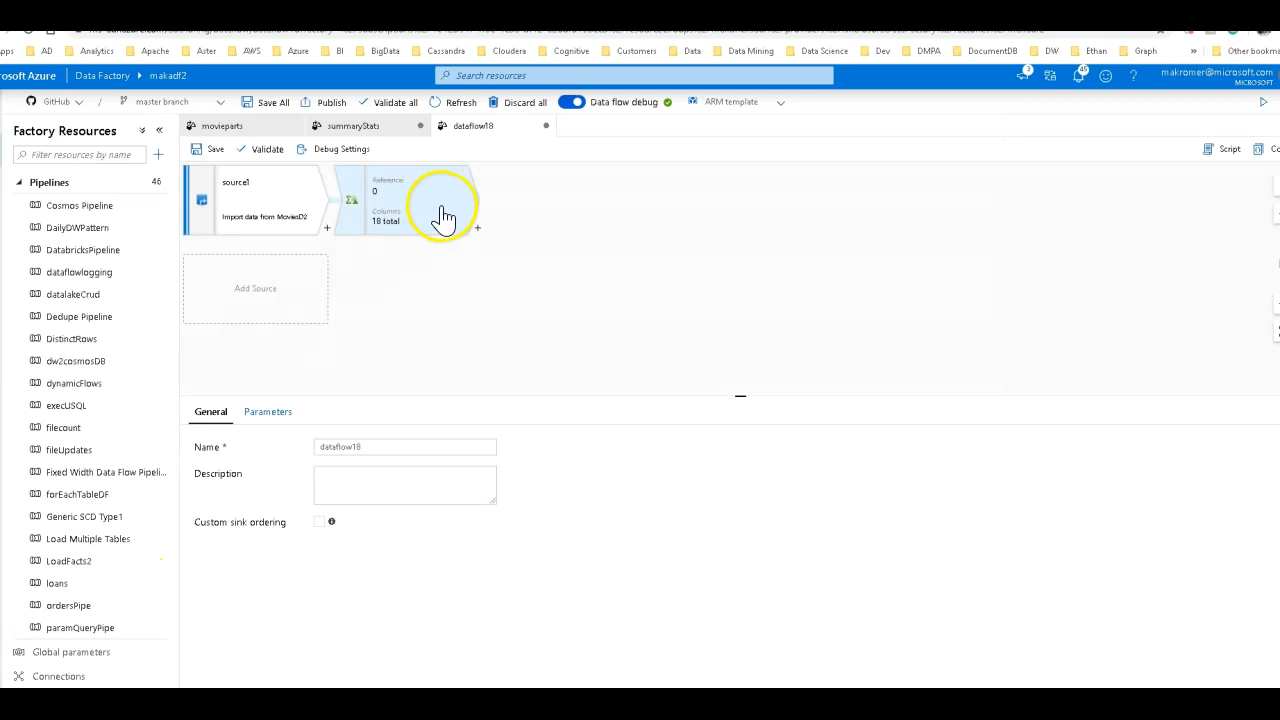 Apps AD Analytics Apache Aster AWS Azure BI BigData Cassandra Cloudera Cognitive Customers Data Data Mining Data Science Dev DMPA DocumentDB DW Ethan Graph » Other bookma
rosoft Azure Data Factory makadf2 Search resources 3 45 ? makromer@microsoft.com
MICROSOFT
GitHub master branch Save All Publish Validate all Refresh Discard all Data flow debug ARM template
Factory Resources
movieparts summaryStats dataflow18
Filter resources by name
Save Validate Debug Settings Script Co
Pipelines 46
Cosmos Pipeline
DailyDWPattern
DatabricksPipeline
dataflowlogging
datalakeCrud
Dedupe Pipeline
DistinctRows
dw2cosmosDB
dynamicFlows
execUSQL
filecount
fileUpdates
Fixed Width Data Flow Pipeli...
forEachTableDF
Generic SCD Type1
Load Multiple Tables
LoadFacts2
loans
ordersPipe
paramQueryPipe
Global parameters
Connections
source1
Import data from MoviesD2
Reference:
0
Columns:
18 total
Add Source
General Parameters
Name * dataflow18
Description
Custom sink ordering